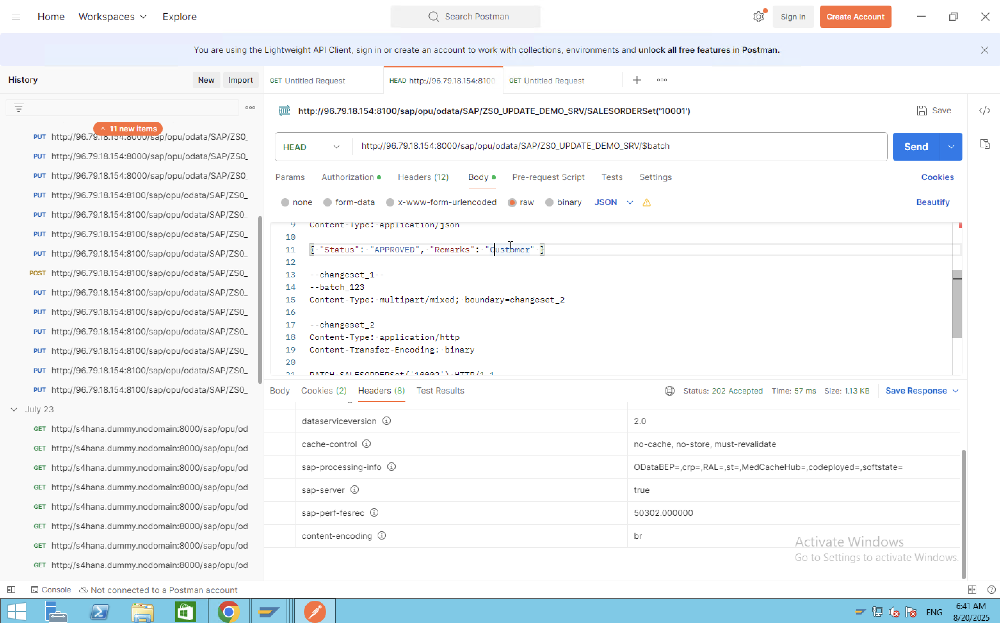 Home
Workspaces
Explore
Search Postman
Sign In
Create Account
You are using the Lightweight API Client, sign in or create an account to work with collections, environments and unlock all free features in Postman.
History
New
Import
GET Untitled Request
HEAD http://96.79.18.154:8100
GET Untitled Request
11 new items
PUT http://96.79.18.154:8000/sap/opu/odata/SAP/ZS0_
PUT http://96.79.18.154:8000/sap/opu/odata/SAP/ZS0_
PUT http://96.79.18.154:8000/sap/opu/odata/SAP/ZS0_
PUT http://96.79.18.154:8100/sap/opu/odata/SAP/ZS0_
PUT http://96.79.18.154:8100/sap/opu/odata/SAP/ZS0_
PUT http://96.79.18.154:8100/sap/opu/odata/SAP/ZS0_
PUT http://96.79.18.154:8100/sap/opu/odata/SAP/ZS0_
POST http://96.79.18.154:8100/sap/opu/odata/SAP/ZS0_
PUT http://96.79.18.154:8100/sap/opu/odata/SAP/ZS0_
PUT http://96.79.18.154:8100/sap/opu/odata/SAP/ZS0_
PUT http://96.79.18.154:8100/sap/opu/odata/SAP/ZS0_
PUT http://96.79.18.154:8100/sap/opu/odata/SAP/ZS0_
PUT http://96.79.18.154:8100/sap/opu/odata/SAP/ZS0_
PUT http://96.79.18.154:8100/sap/opu/odata/SAP/ZS0_
July 23
GET http://s4hana.dummy.nodomain:8000/sap/opu/od
GET http://s4hana.dummy.nodomain:8000/sap/opu/od
GET http://s4hana.dummy.nodomain:8000/sap/opu/od
GET http://s4hana.dummy.nodomain:8000/sap/opu/od
GET http://s4hana.dummy.nodomain:8000/sap/opu/od
GET http://s4hana.dummy.nodomain:8000/sap/opu/od
GET http://s4hana.dummy.nodomain:8000/sap/opu/od
GET http://s4hana.dummy.nodomain:8000/sap/opu/od
HTTP http://96.79.18.154:8100/sap/opu/odata/SAP/ZS0_UPDATE_DEMO_SRV/SALESORDERSet('10001')
Save
HEAD
http://96.79.18.154:8000/sap/opu/odata/SAP/ZS0_UPDATE_DEMO_SRV/$batch
Send
Params Authorization Headers (12) Body Pre-request Script Tests Settings
Cookies
none form-data x-www-form-urlencoded raw binary JSON
Beautify
9 Content-Type: application/json
10
11 { "Status": "APPROVED", "Remarks": "Customer" }
12
13 --changeset_1--
14 --batch_123
15 Content-Type: multipart/mixed; boundary=changeset_2
16
17 --changeset_2
18 Content-Type: application/http
19 Content-Transfer-Encoding: binary
20
21 PATCH SALESORDERSet('10002') HTTP/1.1
Body Cookies (2) Headers (8) Test Results
Status: 202 Accepted Time: 57 ms Size: 1.13 KB
Save Response
dataserviceversion 2.0
cache-control no-cache, no-store, must-revalidate
sap-processing-info ODataBEP=,crp=,RAL=,st=,MedCacheHub=,codeployed=,softstate=
sap-server true
sap-perf-fesrec 50302.000000
content-encoding br
Activate Windows
Go to Settings to activate Windows.
Console
Not connected to a Postman account
ENG
6:41 AM
8/20/2025